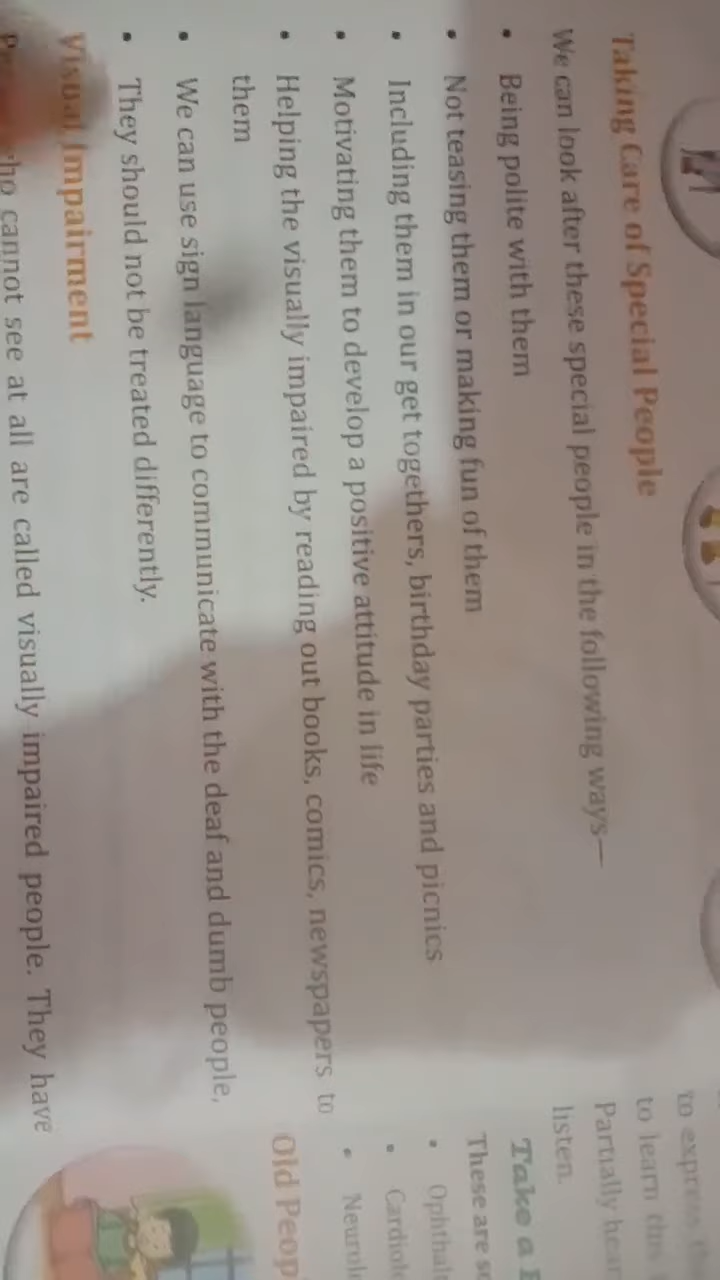 Taking Care of Special People
We can look after these special people in the following ways—
• Being polite with them
• Not teasing them or making fun of them
• Including them in our get togethers, birthday parties and picnics
• Motivating them to develop a positive attitude in life
• Helping the visually impaired by reading out books, comics, newspapers to
them
• We can use sign language to communicate with the deaf and dumb people,
• They should not be treated differently.
Visual Impairment
cannot see at all are called visually impaired people. They have
to express
to learn this
Partially
listen.
Take a
These are
•
•
•
Old